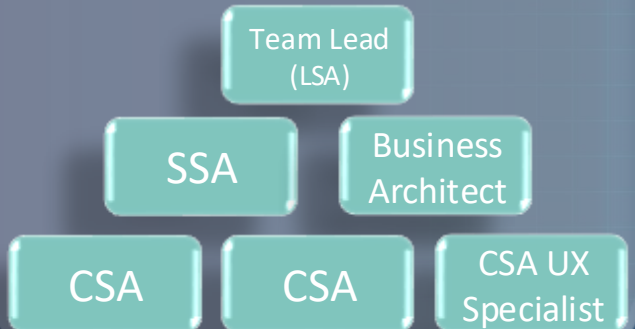 Team Lead
(LSA)
SSA
Business
Architect
CSA
CSA
CSA UX
Specialist